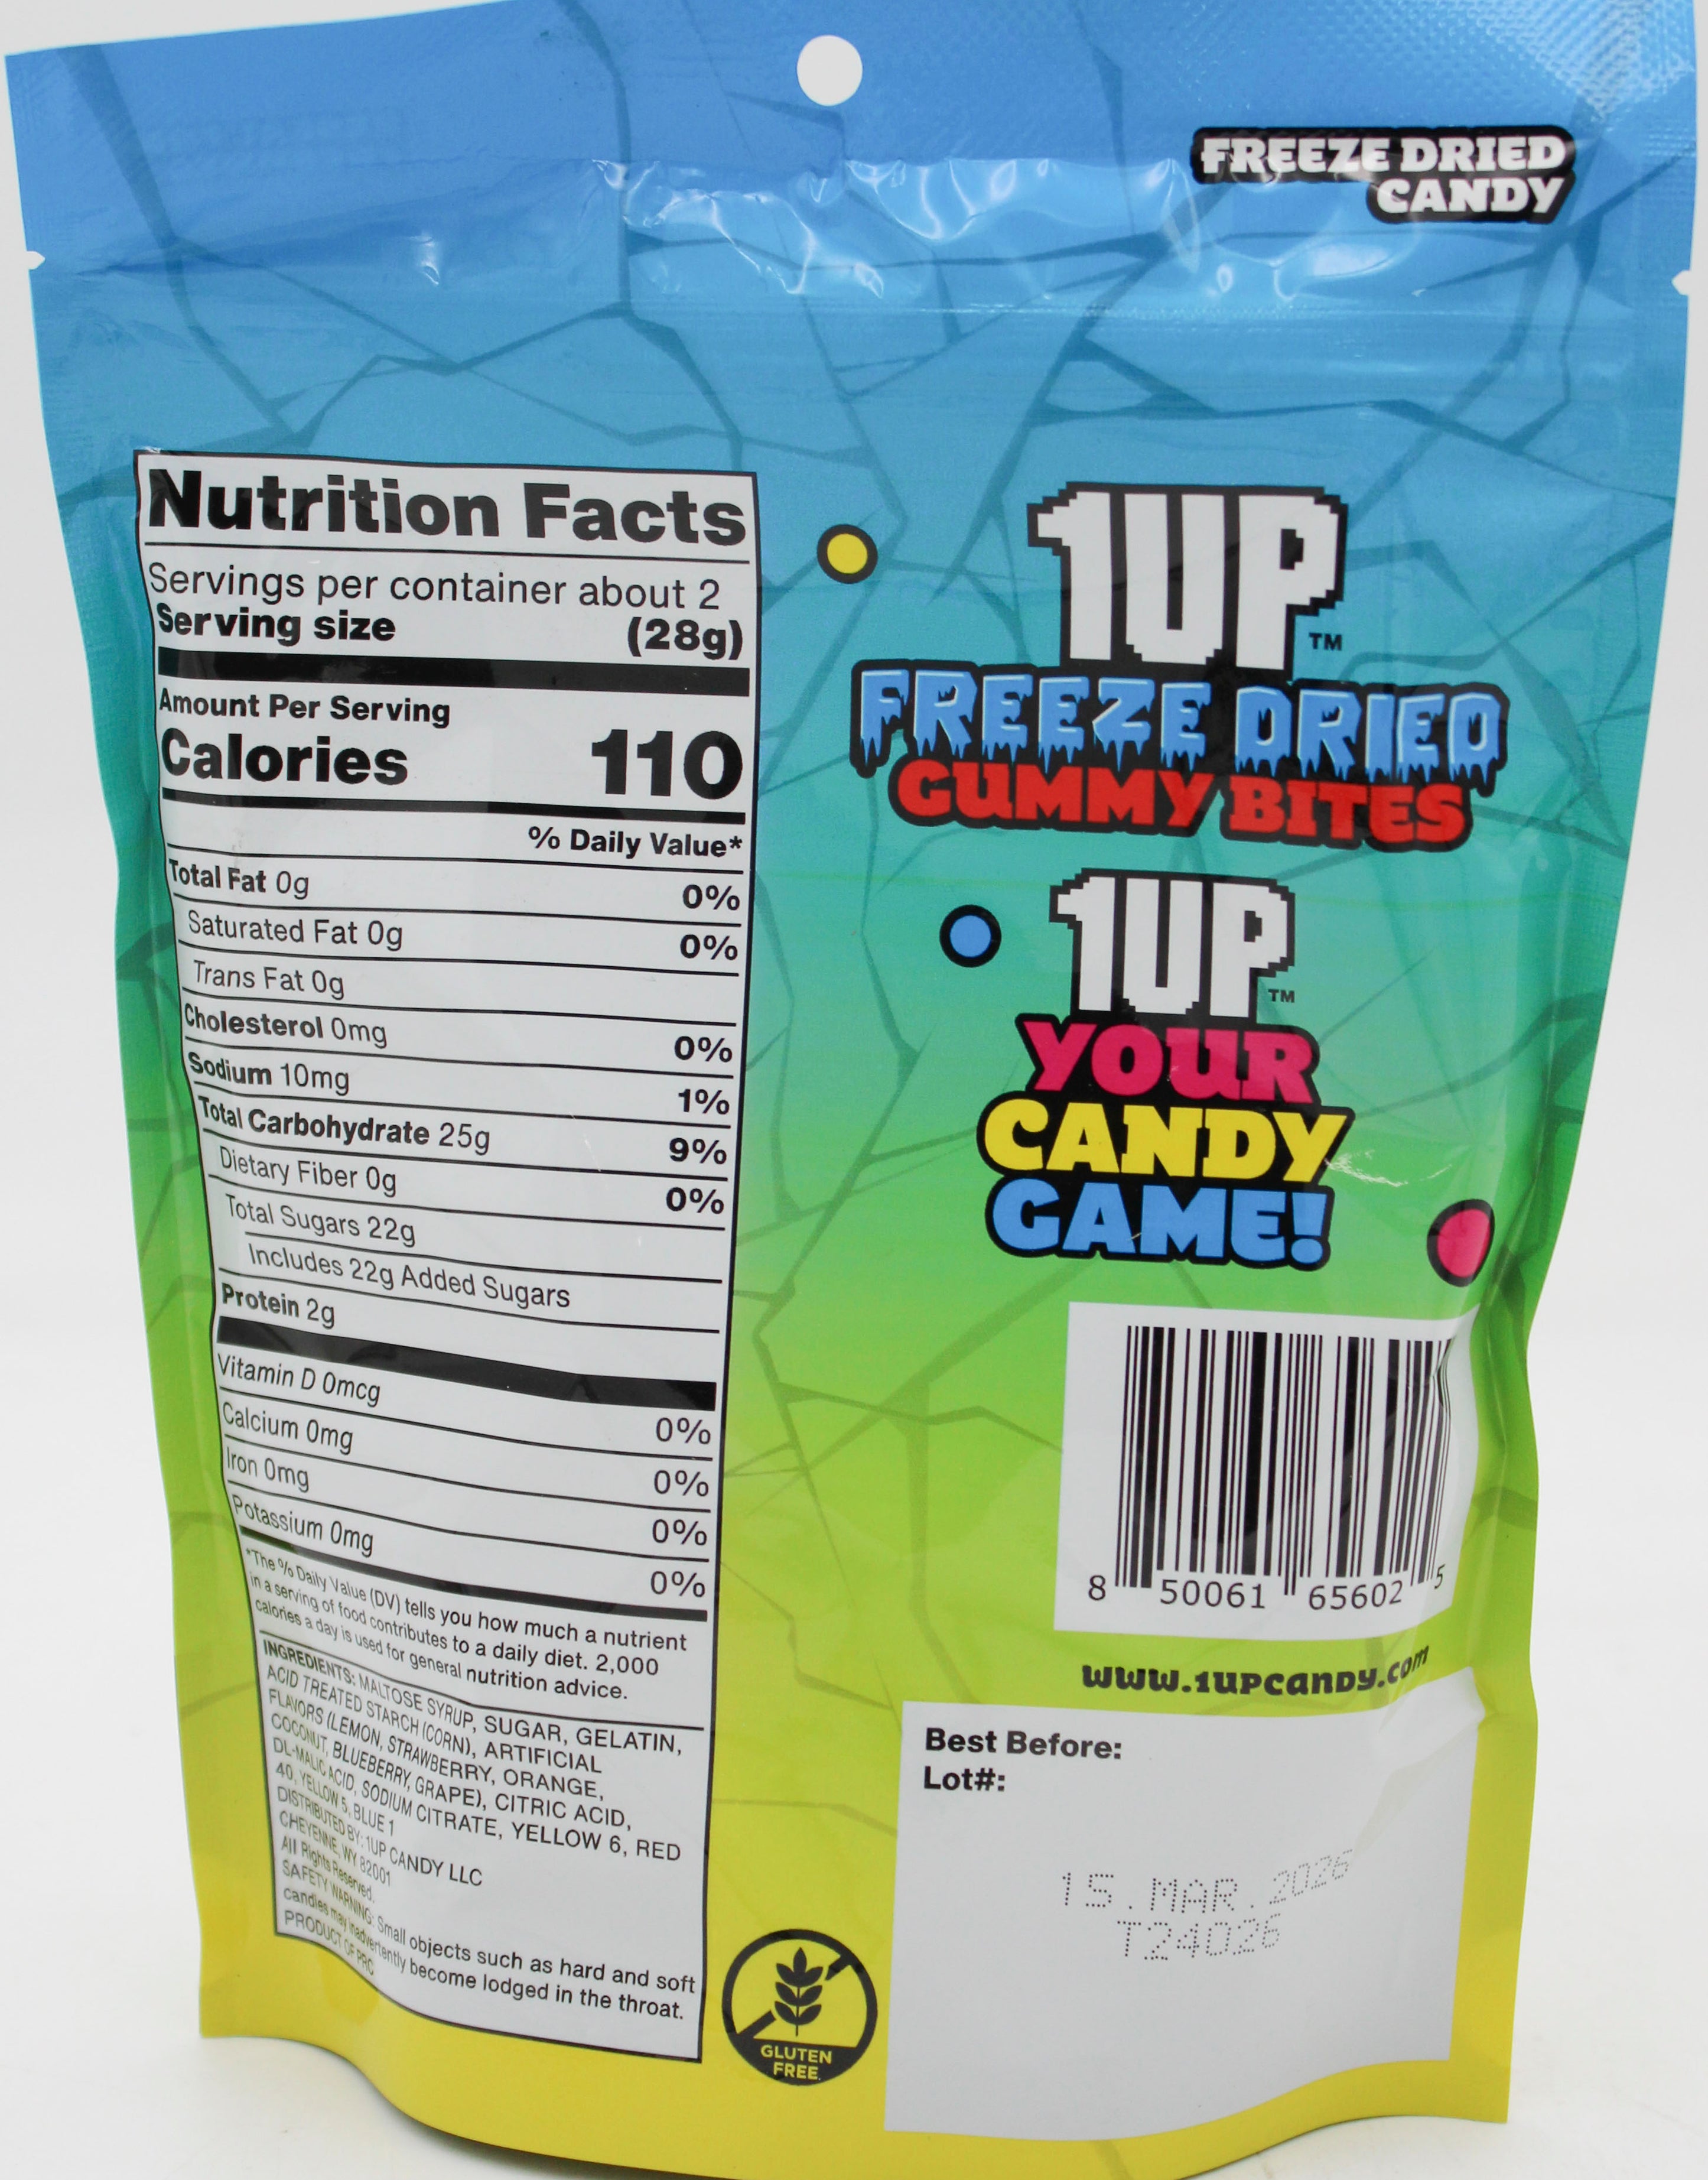 FREEZE DRIED
CANDY
Nutrition Facts
Servings per container about 2
Serving size (28g)
Amount Per Serving
Calories 110
% Daily Value*
Total Fat 0g 0%
Saturated Fat 0g 0%
Trans Fat 0g
Cholesterol 0mg 0%
Sodium 10mg 1%
Total Carbohydrate 25g 9%
Dietary Fiber 0g 0%
Total Sugars 22g
Includes 22g Added Sugars
Protein 2g
Vitamin D 0mcg 0%
Calcium 0mg 0%
Iron 0mg 0%
Potassium 0mg 0%
*The % Daily Value (DV) tells you how much a nutrient
in a serving of food contributes to a daily diet. 2,000
calories a day is used for general nutrition advice.
INGREDIENTS: MALTOSE SYRUP, SUGAR, GELATIN,
ACID TREATED STARCH (CORN), ARTIFICIAL
FLAVORS (LEMON, STRAWBERRY, ORANGE,
COCONUT, BLUEBERRY, GRAPE), CITRIC ACID,
DL-MALIC ACID, SODIUM CITRATE, YELLOW 6, RED
40, YELLOW 5, BLUE 1
DISTRIBUTED BY: 1UP CANDY LLC
CHEYENNE, WY 82001
All Rights Reserved.
SAFETY WARNING: Small objects such as hard and soft
candies may inadvertently become lodged in the throat.
PRODUCT OF PRC
1UP TM
FREEZE DRIED
GUMMY BITES
1UP TM
YOUR
CANDY
GAME!
8 50061 65602 5
www.1upcandy.com
Best Before:
Lot#:
15.MAR.2026
T24026
GLUTEN
FREE